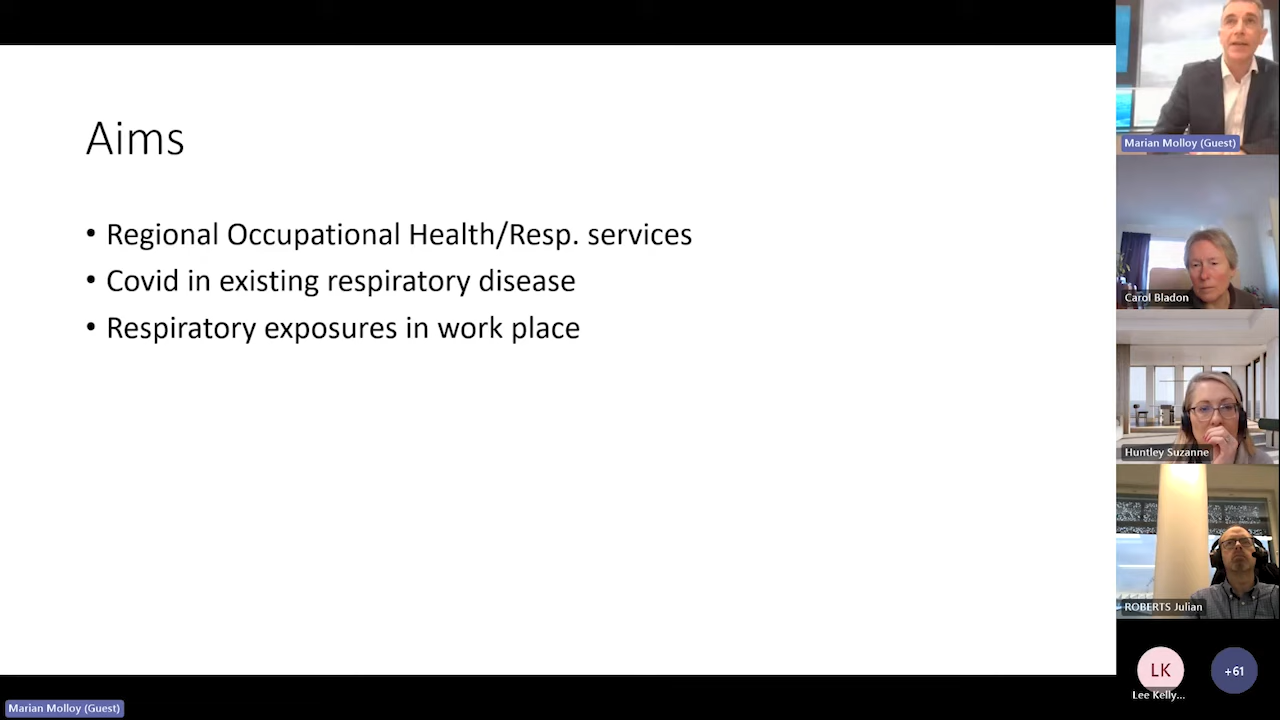 Aims
• Regional Occupational Health/Resp. services
• Covid in existing respiratory disease
• Respiratory exposures in work place
Marian Molloy (Guest)
Carol Bladon
Huntley Suzanne
ROBERTS Julian
LK
Lee Kelly...
+61
Marian Molloy (Guest)